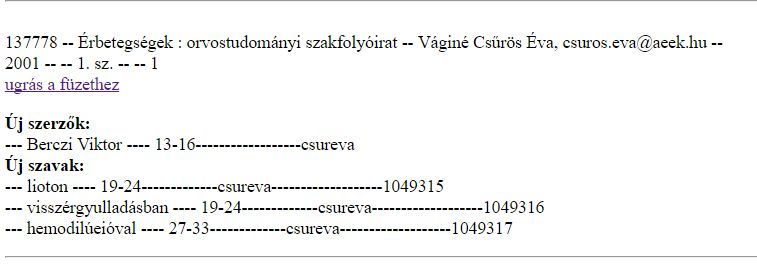 137778 -- Érbetegségek : orvostudományi szakfolyóirat -- Váginé Csűrös Éva, csuros.eva@aeek.hu --
2001 -- -- 1. sz. -- -- 1
ugrás a füzethez
Új szerzők:
--- Berczi Viktor ---- 13-16------------------csureva
Új szavak:
--- lioton ---- 19-24-------------csureva-------------------1049315
--- visszérgyulladásban ---- 19-24-------------csureva-------------------1049316
--- hemodilúeióval ---- 27-33-------------csureva-------------------1049317